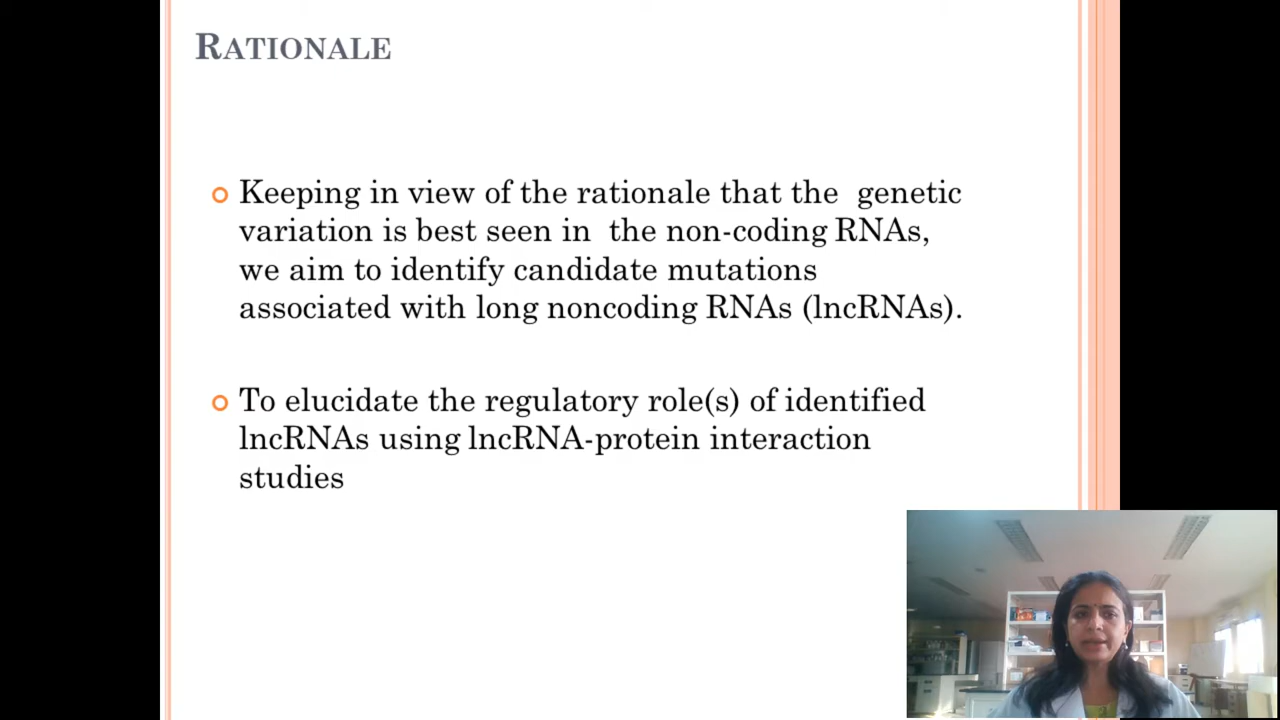 RATIONALE
Keeping in view of the rationale that the genetic
variation is best seen in the non-coding RNAs,
we aim to identify candidate mutations
associated with long noncoding RNAs (lncRNAs).
To elucidate the regulatory role(s) of identified
lncRNAs using lncRNA-protein interaction
studies